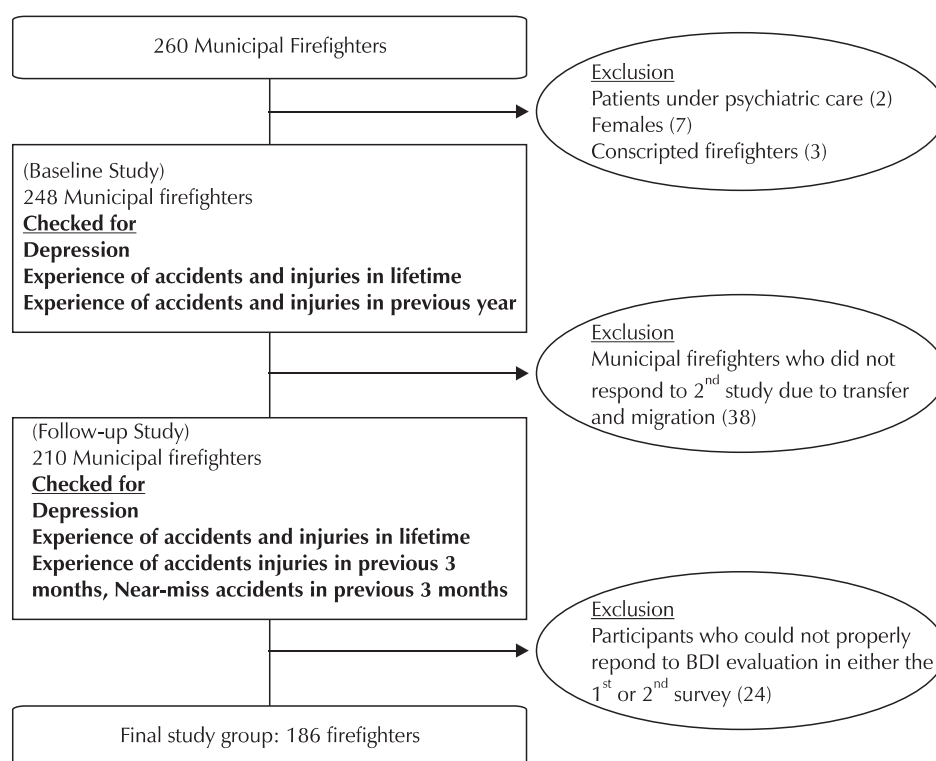 260 Municipal Firefighters
Exclusion
Patients under psychiatric care (2)
Females (7)
Conscripted firefighters (3)
(Baseline Study)
248 Municipal firefighters
Checked for
Depression
Experience of accidents and injuries in lifetime
Experience of accidents and injuries in previous year
Exclusion
Municipal firefighters who did not
respond to 2nd study due to transfer
and migration (38)
(Follow-up Study)
210 Municipal firefighters
Checked for
Depression
Experience of accidents and injuries in lifetime
Experience of accidents injuries in previous 3
months, Near-miss accidents in previous 3 months
Exclusion
Participants who could not properly
repond to BDI evaluation in either the
1st or 2nd survey (24)
Final study group: 186 firefighters